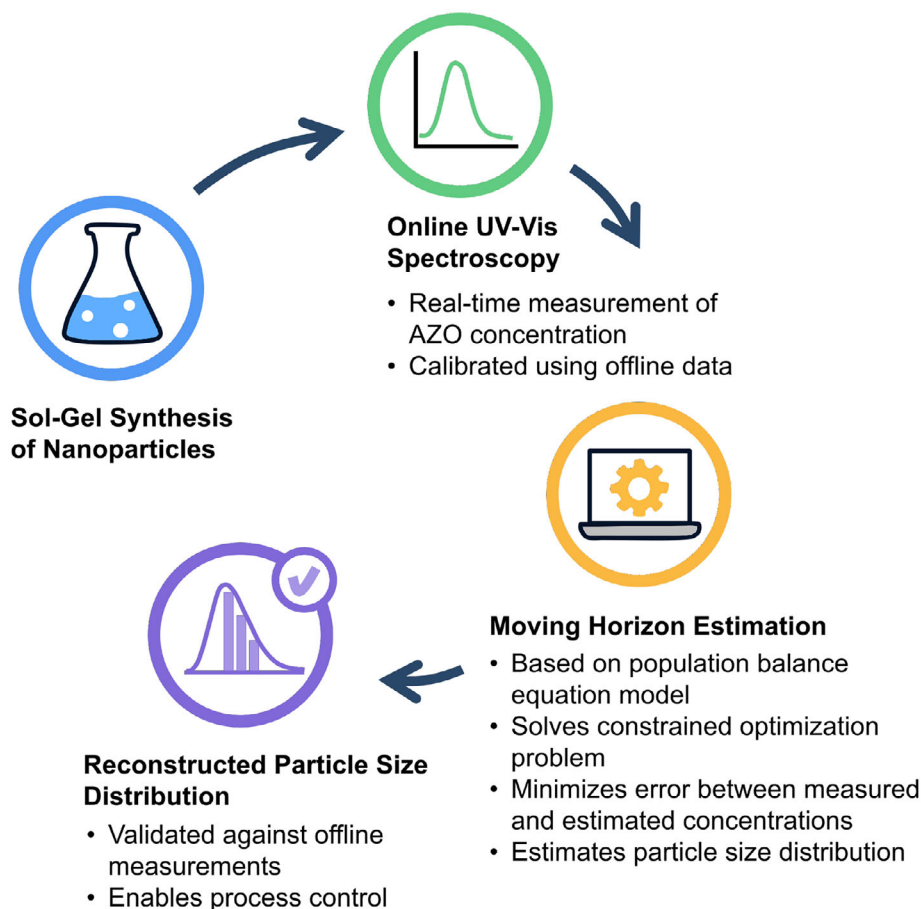 Online UV-Vis
Spectroscopy
• Real-time measurement of
AZO concentration
• Calibrated using offline data
Sol-Gel Synthesis
of Nanoparticles
Moving Horizon Estimation
• Based on population balance
equation model
• Solves constrained optimization
problem
• Minimizes error between measured
and estimated concentrations
• Estimates particle size distribution
Reconstructed Particle Size
Distribution
• Validated against offline
measurements
• Enables process control